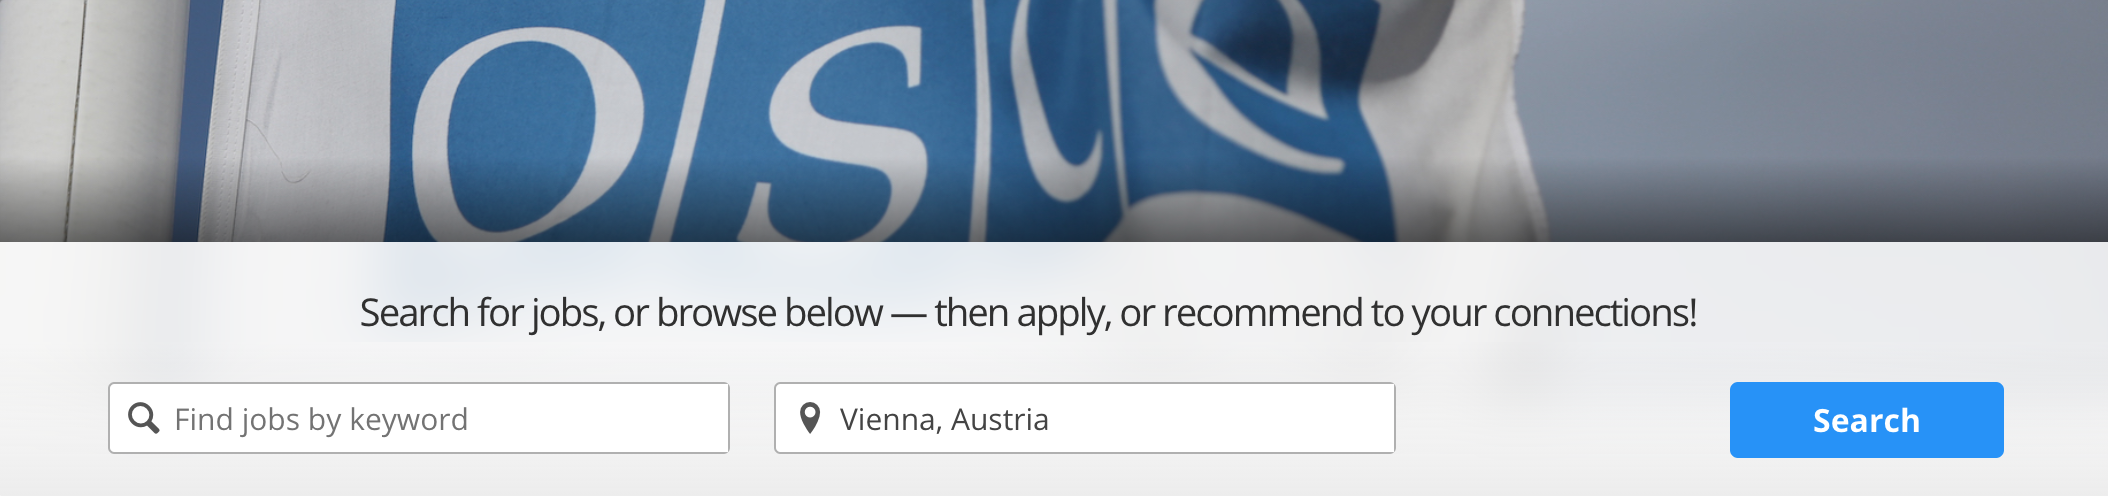 OSCE
Search for jobs, or browse below — then apply, or recommend to your connections!
Find jobs by keyword
Vienna, Austria
Search